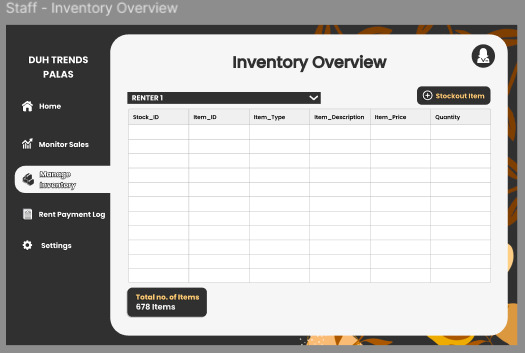 Staff - Inventory Overview
DUH TRENDS
PALAS
Home
Monitor Sales
Manage
Inventory
Rent Payment Log
Settings
Inventory Overview
RENTER 1
Stockout Item
Stock_ID Item_ID Item_Type Item_Description Item_Price Quantity
Total no. of Items
678 Items